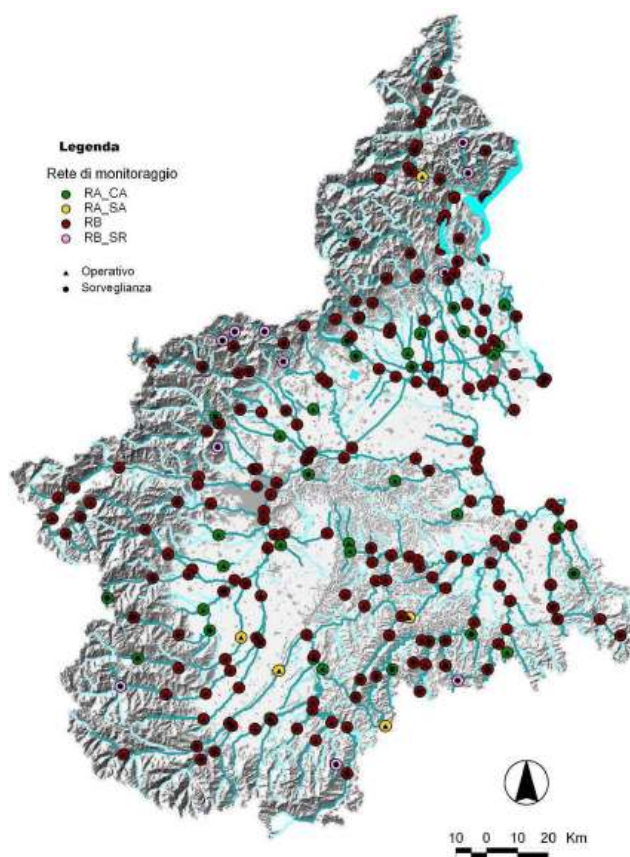 Legenda
Rete di monitoraggio
RA_CA
RA_SA
RB
RB_SR
Operativo
Sorveglianza
10 0 10 20 Km